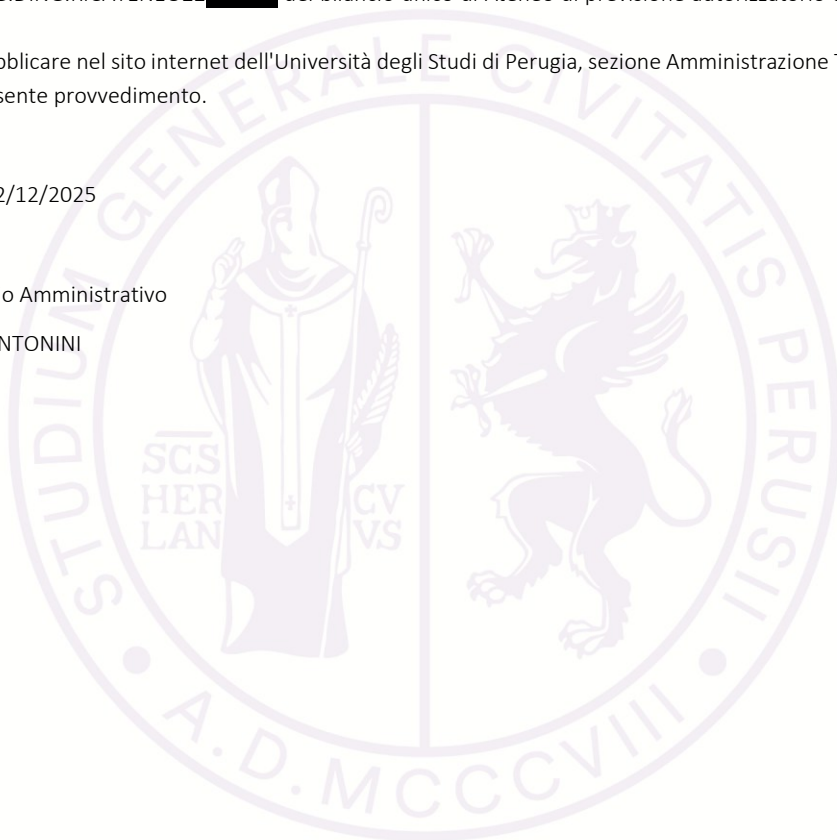 del bilancio unico di Ateneo di previsione autorizzatorio
bblicare nel sito internet dell'Università degli Studi di Perugia, sezione Amministrazione T
sente provvedimento.
2/12/2025
o Amministrativo
NTONINI
STUDIUM GENERALE CIVITATIS PERUSII
SCS
HER CV
LAN VS
A.D. MCCCVIII